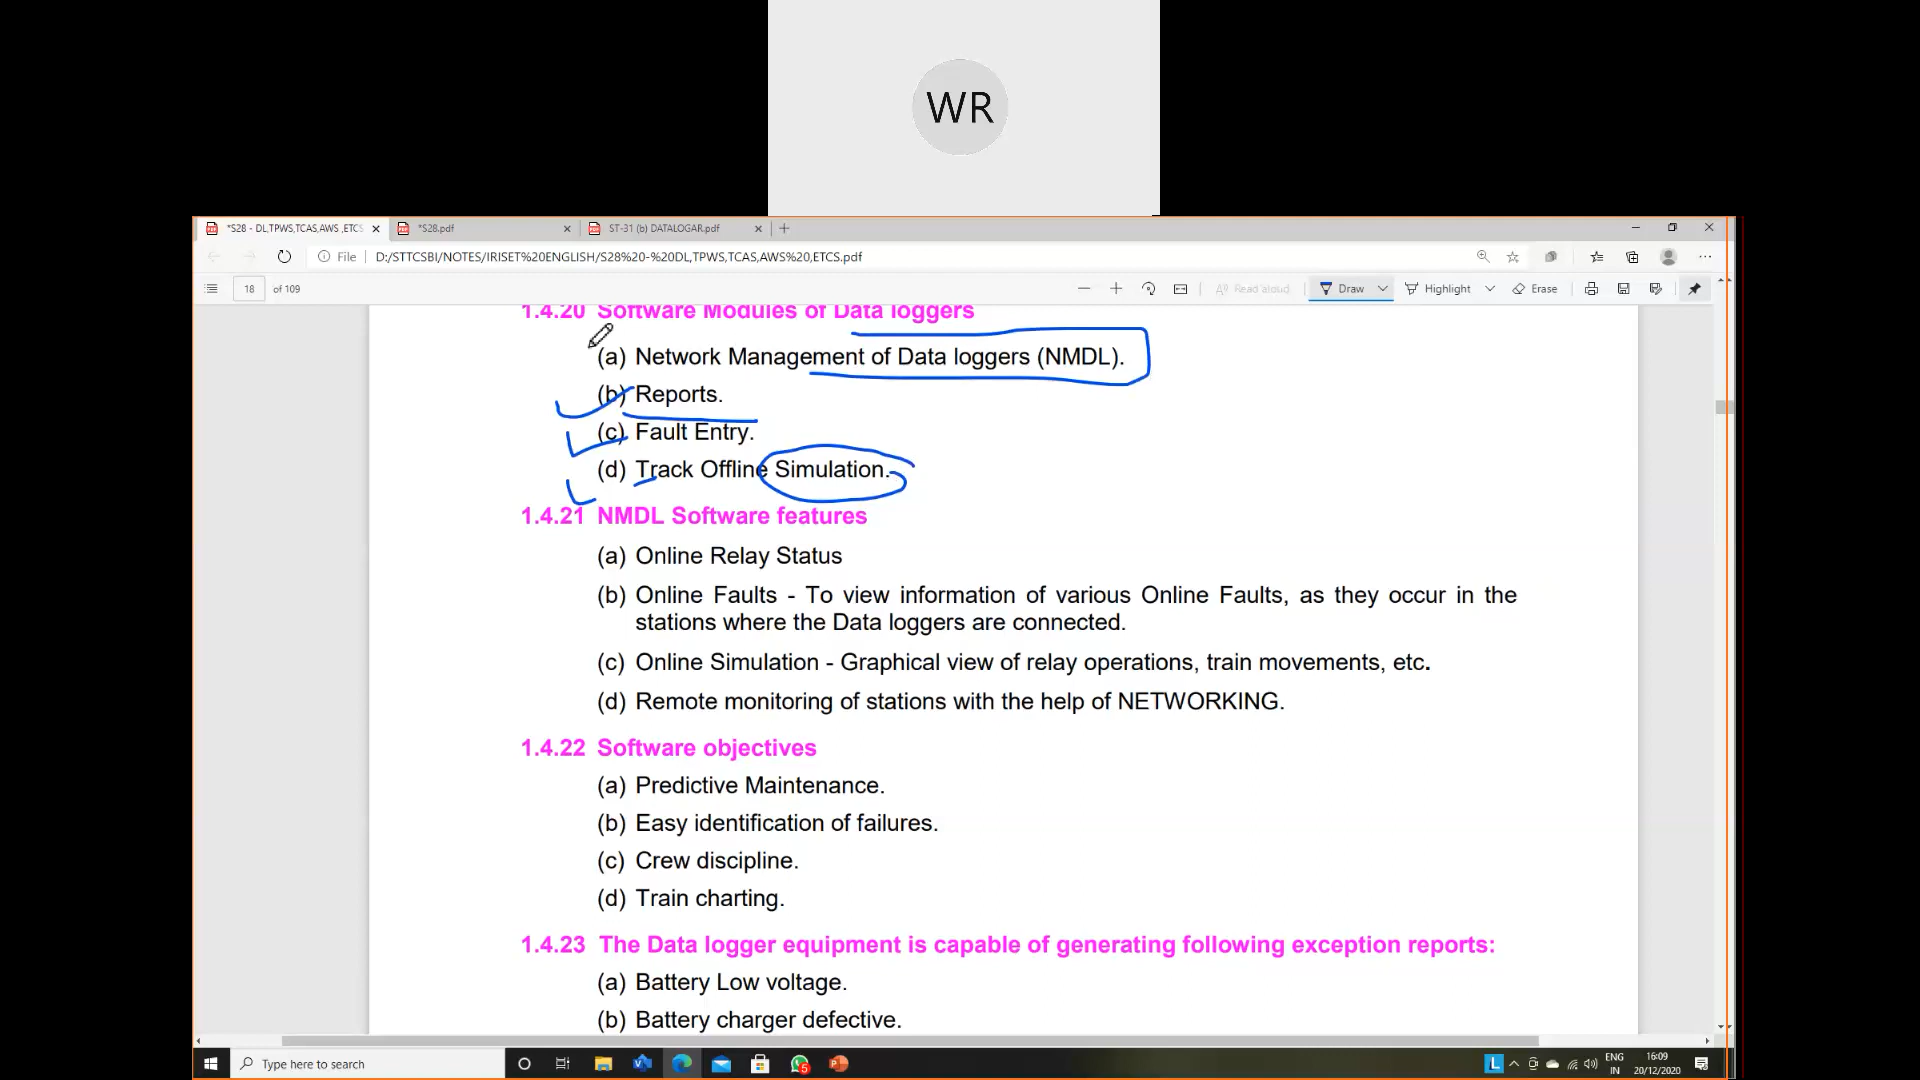 WR
*S28 - DL,TPWS,TCAS,AWS ,ETCS
*S28.pdf
ST-31 (b) DATALOGAR.pdf
File D:/STTCSBI/NOTES/IRISET%20ENGLISH/S28%20-%20DL,TPWS,TCAS,AWS%20,ETCS.pdf
18 of 109 Read aloud Draw Highlight Erase
1.4.20 Software Modules of Data loggers
(a) Network Management of Data loggers (NMDL).
(b) Reports.
(c) Fault Entry.
(d) Track Offline Simulation.
1.4.21 NMDL Software features
(a) Online Relay Status
(b) Online Faults - To view information of various Online Faults, as they occur in the
stations where the Data loggers are connected.
(c) Online Simulation - Graphical view of relay operations, train movements, etc.
(d) Remote monitoring of stations with the help of NETWORKING.
1.4.22 Software objectives
(a) Predictive Maintenance.
(b) Easy identification of failures.
(c) Crew discipline.
(d) Train charting.
1.4.23 The Data logger equipment is capable of generating following exception reports:
(a) Battery Low voltage.
(b) Battery charger defective.
Type here to search
5
L
ENG
IN
16:09
20/12/2020